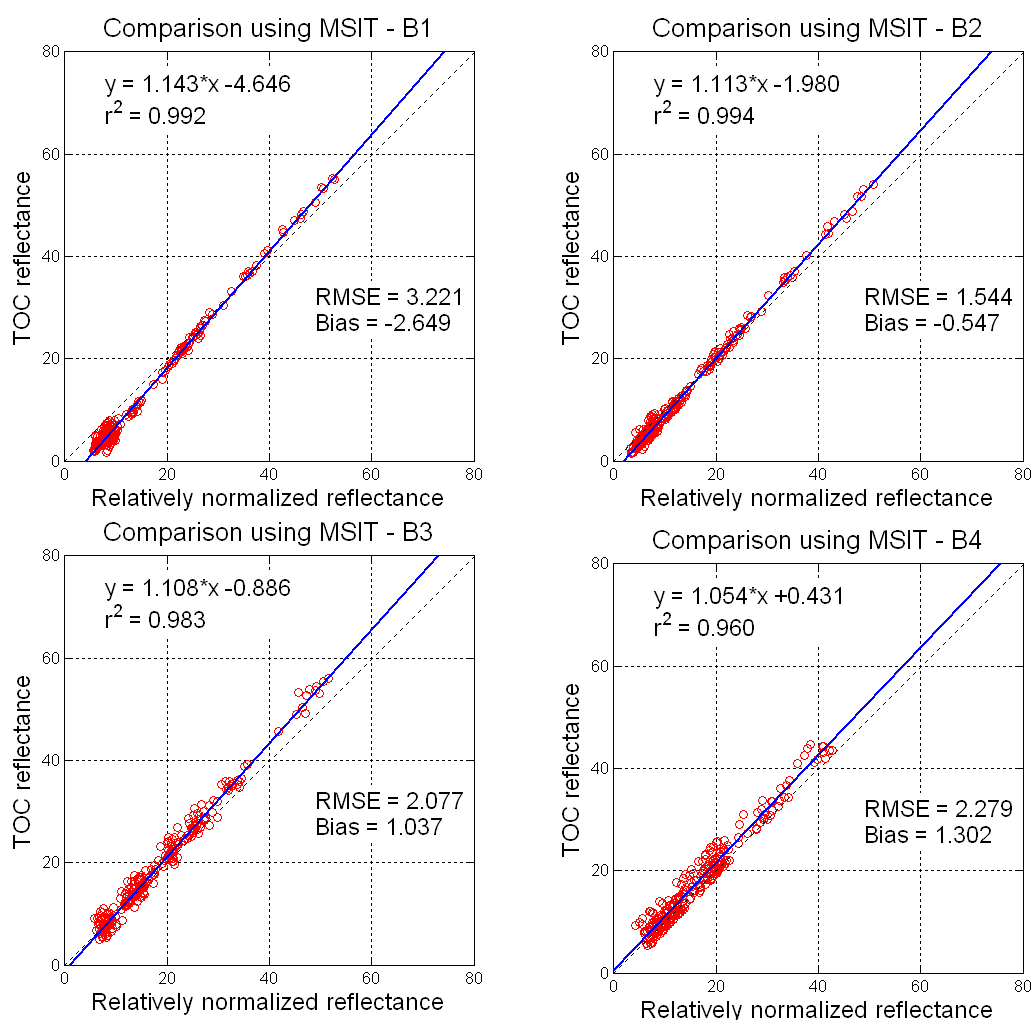 Comparison using MSIT - B1
y = 1.143*x -4.646
r² = 0.992
RMSE = 3.221
Bias = -2.649
TOC reflectance
80
60
40
20
0
0 20 40 60 80
Relatively normalized reflectance
Comparison using MSIT - B2
y = 1.113*x -1.980
r² = 0.994
RMSE = 1.544
Bias = -0.547
TOC reflectance
80
60
40
20
0
0 20 40 60 80
Relatively normalized reflectance
Comparison using MSIT - B3
y = 1.108*x -0.886
r² = 0.983
RMSE = 2.077
Bias = 1.037
TOC reflectance
80
60
40
20
0
0 20 40 60 80
Relatively normalized reflectance
Comparison using MSIT - B4
y = 1.054*x +0.431
r² = 0.960
RMSE = 2.279
Bias = 1.302
TOC reflectance
80
60
40
20
0
0 20 40 60 80
Relatively normalized reflectance